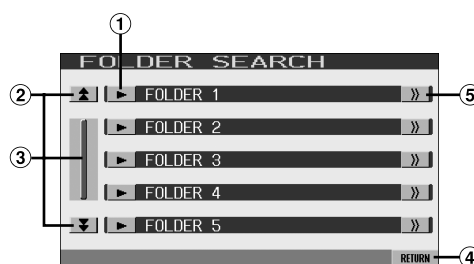 ①
FOLDER SEARCH
② ► FOLDER 1 ⑤
► FOLDER 2
③ ► FOLDER 3
► FOLDER 4
► FOLDER 5
RETURN ④